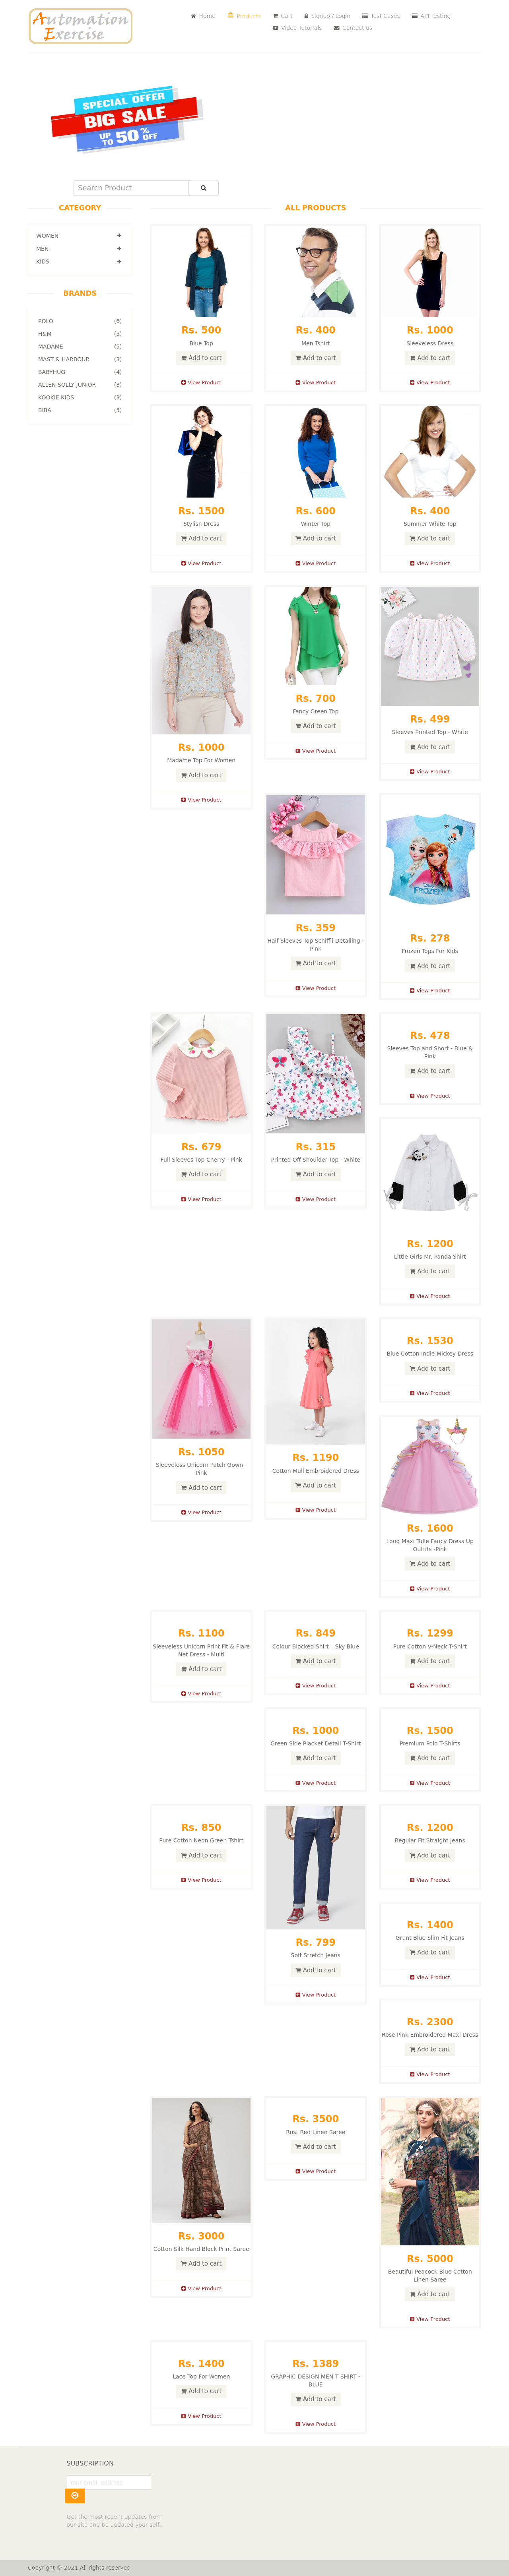 Automation
Exercise
Home
Products
Cart
Signup / Login
Test Cases
API Testing
Video Tutorials
Contact us
SPECIAL OFFER
BIG SALE
UP TO 50% OFF
Search Product
CATEGORY
WOMEN
MEN
KIDS
BRANDS
POLO (6)
H&M (5)
MADAME (5)
MAST & HARBOUR (3)
BABYHUG (4)
ALLEN SOLLY JUNIOR (3)
KOOKIE KIDS (3)
BIBA (5)
ALL PRODUCTS
Rs. 500
Blue Top
Add to cart
View Product
Rs. 400
Men Tshirt
Add to cart
View Product
Rs. 1000
Sleeveless Dress
Add to cart
View Product
Rs. 1500
Stylish Dress
Add to cart
View Product
Rs. 600
Winter Top
Add to cart
View Product
Rs. 400
Summer White Top
Add to cart
View Product
Rs. 1000
Madame Top For Women
Add to cart
View Product
Rs. 700
Fancy Green Top
Add to cart
View Product
Rs. 499
Sleeves Printed Top - White
Add to cart
View Product
Rs. 359
Half Sleeves Top Schiffli Detailing -
Pink
Add to cart
View Product
FROZEN
Rs. 278
Frozen Tops For Kids
Add to cart
View Product
Rs. 679
Full Sleeves Top Cherry - Pink
Add to cart
View Product
Rs. 315
Printed Off Shoulder Top - White
Add to cart
View Product
Rs. 478
Sleeves Top and Short - Blue &
Pink
Add to cart
View Product
Rs. 1200
Little Girls Mr. Panda Shirt
Add to cart
View Product
Rs. 1050
Sleeveless Unicorn Patch Gown -
Pink
Add to cart
View Product
Rs. 1190
Cotton Mull Embroidered Dress
Add to cart
View Product
Rs. 1530
Blue Cotton Indie Mickey Dress
Add to cart
View Product
Rs. 1600
Long Maxi Tulle Fancy Dress Up
Outfits -Pink
Add to cart
View Product
Rs. 1100
Sleeveless Unicorn Print Fit & Flare
Net Dress - Multi
Add to cart
View Product
Rs. 849
Colour Blocked Shirt – Sky Blue
Add to cart
View Product
Rs. 1299
Pure Cotton V-Neck T-Shirt
Add to cart
View Product
Rs. 1000
Green Side Placket Detail T-Shirt
Add to cart
View Product
Rs. 1500
Premium Polo T-Shirts
Add to cart
View Product
Rs. 850
Pure Cotton Neon Green Tshirt
Add to cart
View Product
Rs. 799
Soft Stretch Jeans
Add to cart
View Product
Rs. 1200
Regular Fit Straight Jeans
Add to cart
View Product
Rs. 1400
Grunt Blue Slim Fit Jeans
Add to cart
View Product
Rs. 2300
Rose Pink Embroidered Maxi Dress
Add to cart
View Product
Rs. 3000
Cotton Silk Hand Block Print Saree
Add to cart
View Product
Rs. 3500
Rust Red Linen Saree
Add to cart
View Product
Rs. 5000
Beautiful Peacock Blue Cotton
Linen Saree
Add to cart
View Product
Rs. 1400
Lace Top For Women
Add to cart
View Product
Rs. 1389
GRAPHIC DESIGN MEN T SHIRT -
BLUE
Add to cart
View Product
SUBSCRIPTION
Your email address
Get the most recent updates from
our site and be updated your self...
Copyright © 2021 All rights reserved